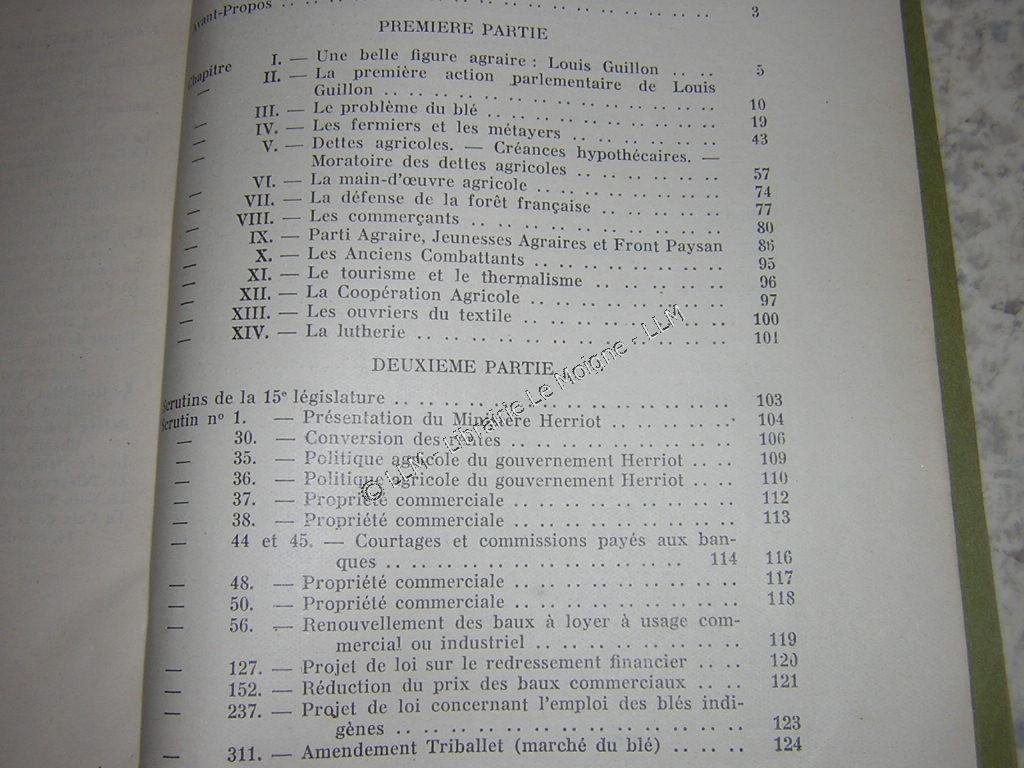 Avant-Propos .. .. .. .. .. .. .. .. .. .. .. .. .. .. .. .. .. 3
PREMIERE PARTIE
Chapitre I. — Une belle figure agraire : Louis Guillon .. .. 5
— II. — La première action parlementaire de Louis
Guillon .. .. .. .. .. .. .. .. .. .. .. .. .. 10
— III. — Le problème du blé .. .. .. .. .. .. .. .. 19
— IV. — Les fermiers et les métayers .. .. .. .. .. 43
— V. — Dettes agricoles. — Créances hypothécaires. —
Moratoire des dettes agricoles .. .. .. .. .. 57
— VI. — La main-d'œuvre agricole .. .. .. .. .. .. 74
— VII. — La défense de la forêt française .. .. .. .. 77
— VIII. — Les commerçants .. .. .. .. .. .. .. .. .. 80
— IX. — Parti Agraire, Jeunesses Agraires et Front Paysan 86
— X. — Les Anciens Combattants .. .. .. .. .. .. 95
— XI. — Le tourisme et le thermalisme .. .. .. .. 96
— XII. — La Coopération Agricole .. .. .. .. .. .. 97
— XIII. — Les ouvriers du textile .. .. .. .. .. .. .. 100
— XIV. — La lutherie .. .. .. .. .. .. .. .. .. .. .. 101
DEUXIEME PARTIE
Scrutins de la 15e législature .. .. .. .. .. .. .. .. .. .. 103
Scrutin n° 1. — Présentation du Ministère Herriot .. .. .. .. 104
— 30. — Conversion des rentes .. .. .. .. .. .. .. 106
— 35. — Politique agricole du gouvernement Herriot .. .. 109
— 36. — Politique agricole du gouvernement Herriot .. .. 110
— 37. — Propriété commerciale .. .. .. .. .. .. .. 112
— 38. — Propriété commerciale .. .. .. .. .. .. .. 113
— 44 et 45. — Courtages et commissions payés aux ban-
ques .. .. .. .. .. .. .. .. .. .. 114 116
— 48. — Propriété commerciale .. .. .. .. .. .. .. 117
— 50. — Propriété commerciale .. .. .. .. .. .. .. 118
— 56. — Renouvellement des baux à loyer à usage com-
mercial ou industriel .. .. .. .. .. .. .. 119
— 127. — Projet de loi sur le redressement financier .. .. 120
— 152. — Réduction du prix des baux commerciaux .. .. 121
— 237. — Projet de loi concernant l'emploi des blés indi-
gènes .. .. .. .. .. .. .. .. .. .. .. .. 123
— 311. — Amendement Triballet (marché du blé) .. .. .. 124
© LLM - Librairie Le Moigne - LLM